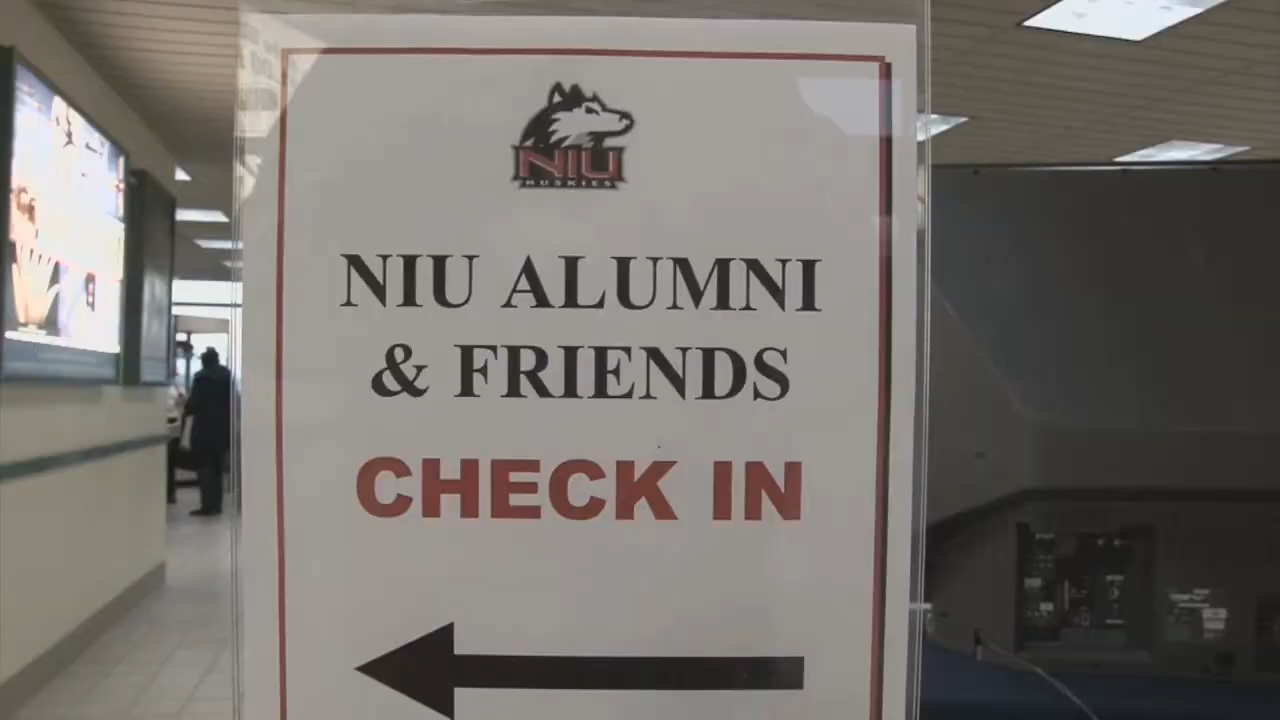 NIU
HUSKIES
NIU ALUMNI
& FRIENDS
CHECK IN